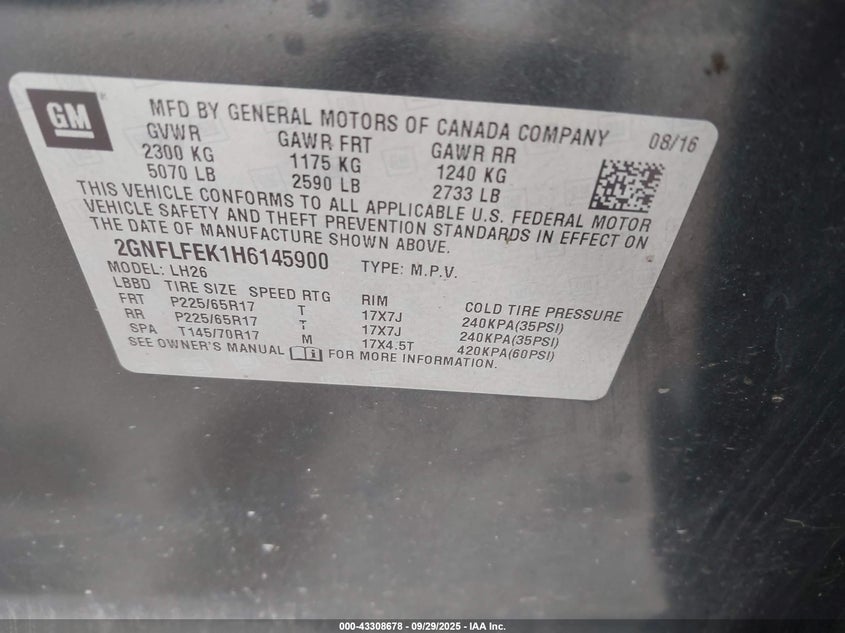 GM
MFD BY GENERAL MOTORS OF CANADA COMPANY 08/16
GVWR GAWR FRT GAWR RR
2300 KG 1175 KG 1240 KG
5070 LB 2590 LB 2733 LB
THIS VEHICLE CONFORMS TO ALL APPLICABLE U.S. FEDERAL MOTOR
VEHICLE SAFETY AND THEFT PREVENTION STANDARDS IN EFFECT ON
THE DATE OF MANUFACTURE SHOWN ABOVE.
2GNFLFEK1H6145900 TYPE: M.P.V.
MODEL: LH26
LBBD TIRE SIZE SPEED RTG RIM COLD TIRE PRESSURE
FRT P225/65R17 T 17X7J 240KPA(35PSI)
RR P225/65R17 T 17X7J 240KPA(35PSI)
SPA T145/70R17 M 17X4.5T 420KPA(60PSI)
SEE OWNER'S MANUAL FOR MORE INFORMATION.
000-43308678 - 09/29/2025 - IAA Inc.